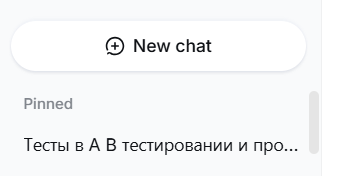 New chat
Pinned
Тесты в А В тестировании и про...